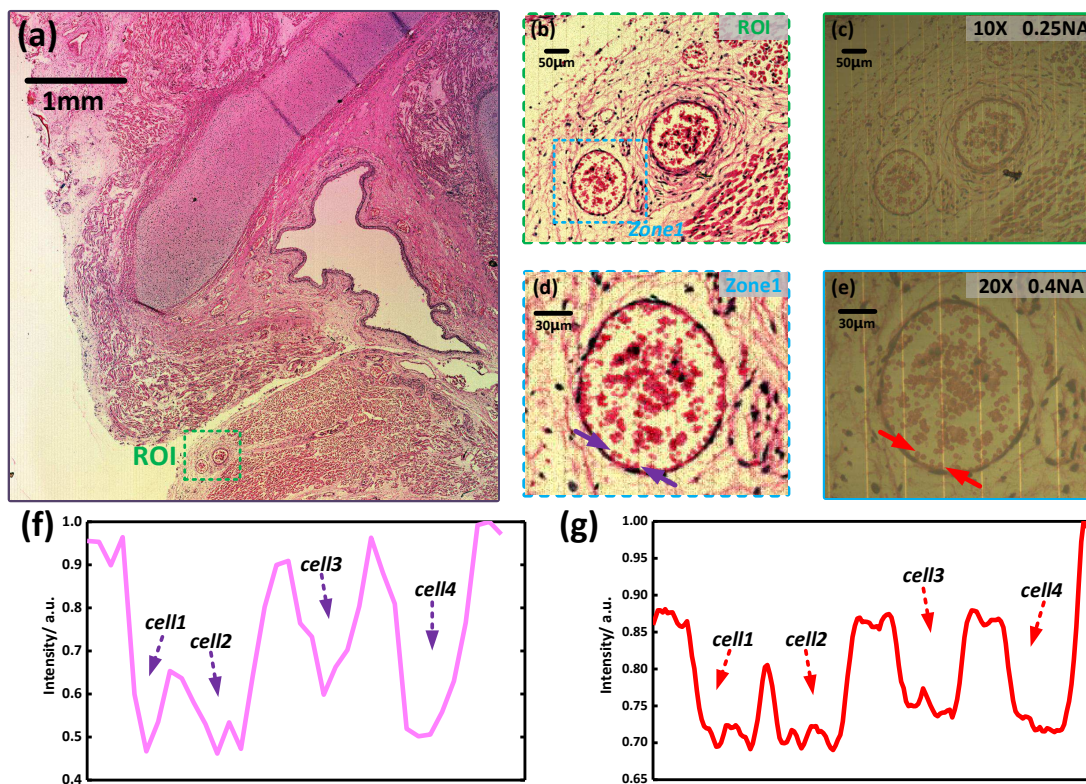 (a)
1mm
ROI
(b)
ROI
50μm
Zone1
(c)
10X 0.25NA
50μm
(d)
Zone1
30μm
(e)
20X 0.4NA
30μm
(f)
Intensity/ a.u.
1.0
0.9
0.8
0.7
0.6
0.5
0.4
cell1
cell2
cell3
cell4
(g)
Intensity/ a.u.
1.00
0.95
0.90
0.85
0.80
0.75
0.70
0.65
cell1
cell2
cell3
cell4